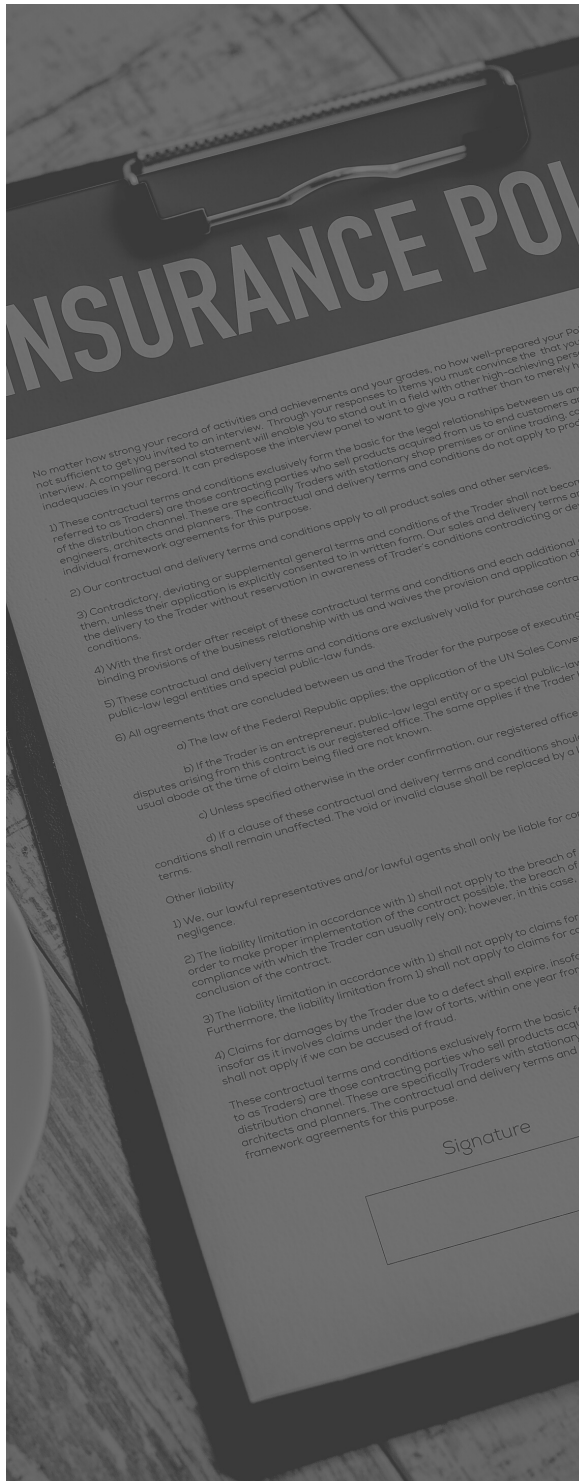 INSURANCE POL
No matter how strong your record of activities and achievements and your grades, no how well-prepared your Po
not sufficient to get you invited to an interview. Through your responses to Items you must convince the that you
interview. A compelling personal statement will enable you to stand out in a field with other high-achieving perso
inadequacies in your record. It can predispose the interview panel to want to give you a rather than to merely h
1) These contractual terms and conditions exclusively form the basic for the legal relationships between us an
referred to as Traders) are those contracting parties who sell products acquired from us to end customers a
of the distribution channel. These are specifically Traders with stationary shop premises or online trading, co
engineers, architects and planners. The contractual and delivery terms and conditions do not apply to proc
individual framework agreements for this purpose.
2) Our contractual and delivery terms and conditions apply to all product sales and other services.
3) Contradictory, deviating or supplemental general terms and conditions of the Trader shall not becom
them, unless their application is explicitly consented to in written form. Our sales and delivery terms a
the delivery to the Trader without reservation in awareness of Trader's conditions contradicting or de
conditions.
4) With the first order after receipt of these contractual terms and conditions and each additional
binding provisions of the business relationship with us and waives the provision and application of
5) These contractual and delivery terms and conditions are exclusively valid for purchase contra
public-law legal entities and special public-law funds.
6) All agreements that are concluded between us and the Trader for the purpose of executing
a) The law of the Federal Republic applies; the application of the UN Sales Conve
b) If the Trader is an entrepreneur, public-law legal entity or a special public-law
disputes arising from this contract is our registered office. The same applies if the Trader
usual abode at the time of claim being filed are not known.
c) Unless specified otherwise in the order confirmation, our registered office
d) If a clause of these contractual and delivery terms and conditions shoul
conditions shall remain unaffected. The void or invalid clause shall be replaced by a l
terms.
Other liability
1) We, our lawful representatives and/or lawful agents shall only be liable for co
negligence.
2) The liability limitation in accordance with 1) shall not apply to the breach of
order to make proper implementation of the contract possible, the breach of
compliance with which the Trader can usually rely on); however, in this case,
conclusion of the contract.
3) The liability limitation in accordance with 1) shall not apply to claims for
Furthermore, the liability limitation from 1) shall not apply to claims for co
4) Claims for damages by the Trader due to a defect shall expire, insofa
insofar as it involves claims under the law of torts, within one year from
shall not apply if we can be accused of fraud.
These contractual terms and conditions exclusively form the basic f
to as Traders) are those contracting parties who sell products acqu
distribution channel. These are specifically Traders with stationary
architects and planners. The contractual and delivery terms and
framework agreements for this purpose.
Signature